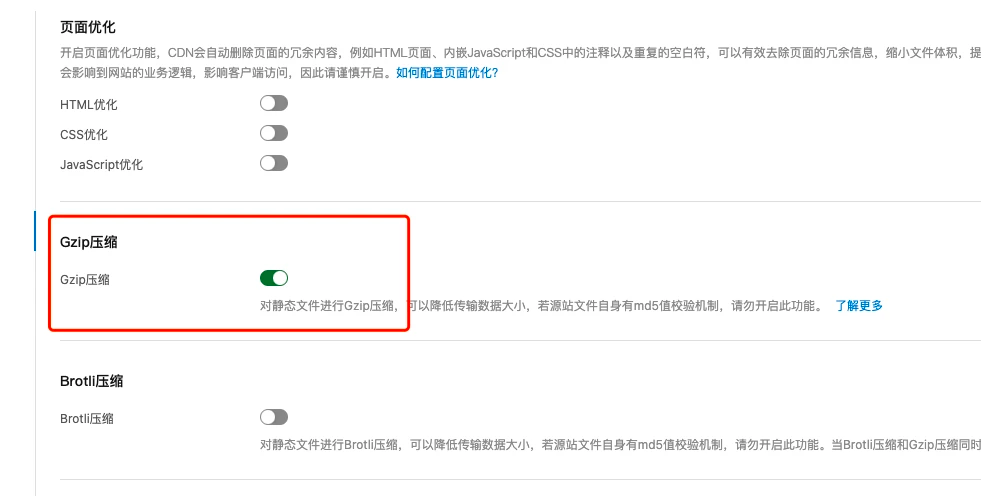 页面优化
开启页面优化功能，CDN会自动删除页面的冗余内容，例如HTML页面、内嵌JavaScript和CSS中的注释以及重复的空白符，可以有效去除页面的冗余信息，缩小文件体积，提
会影响到网站的业务逻辑，影响客户端访问，因此请谨慎开启。如何配置页面优化?
HTML优化
CSS优化
JavaScript优化
Gzip压缩
Gzip压缩
对静态文件进行Gzip压缩，可以降低传输数据大小，若源站文件自身有md5值校验机制，请勿开启此功能。 了解更多
Brotli压缩
Brotli压缩
对静态文件进行Brotli压缩，可以降低传输数据大小，若源站文件自身有md5值校验机制，请勿开启此功能。当Brotli压缩和Gzip压缩同时